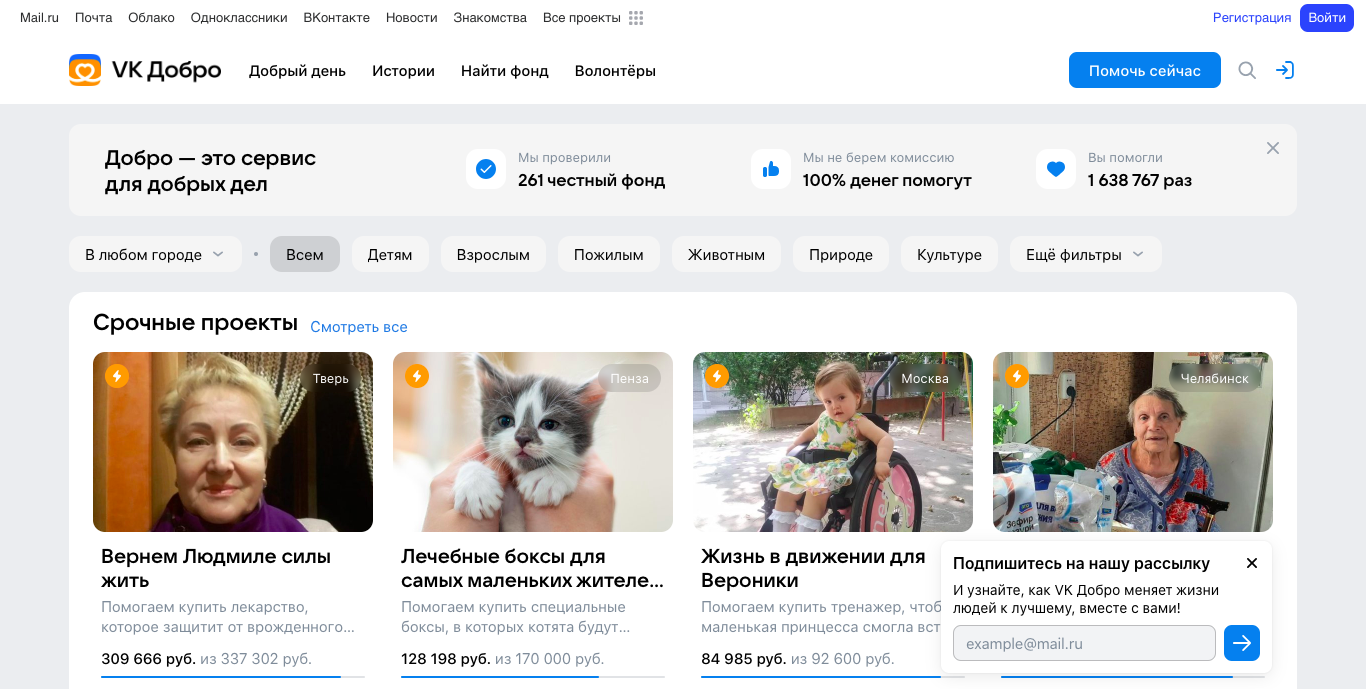 Mail.ru Почта Облако Одноклассники ВКонтакте Новости Знакомства Все проекты Регистрация Войти
VK Добро Добрый день Истории Найти фонд Волонтёры Помочь сейчас
Добро — это сервис
для добрых дел
Мы проверили
261 честный фонд
Мы не берем комиссию
100% денег помогут
Вы помогли
1 638 767 раз
В любом городе Всем Детям Взрослым Пожилым Животным Природе Культуре Ещё фильтры
Срочные проекты Смотреть все
Тверь
Вернем Людмиле силы
жить
Помогаем купить лекарство,
которое защитит от врожденного...
309 666 руб. из 337 302 руб.
Пенза
Лечебные боксы для
самых маленьких жителе...
Помогаем купить специальные
боксы, в которых котята будут...
128 198 руб. из 170 000 руб.
Москва
Жизнь в движении для
Вероники
Помогаем купить тренажер, чтоб
маленькая принцесса смогла вст
84 985 руб. из 92 600 руб.
Челябинск
Зефир
Подпишитесь на нашу рассылку
И узнайте, как VK Добро меняет жизни
людей к лучшему, вместе с вами!
example@mail.ru